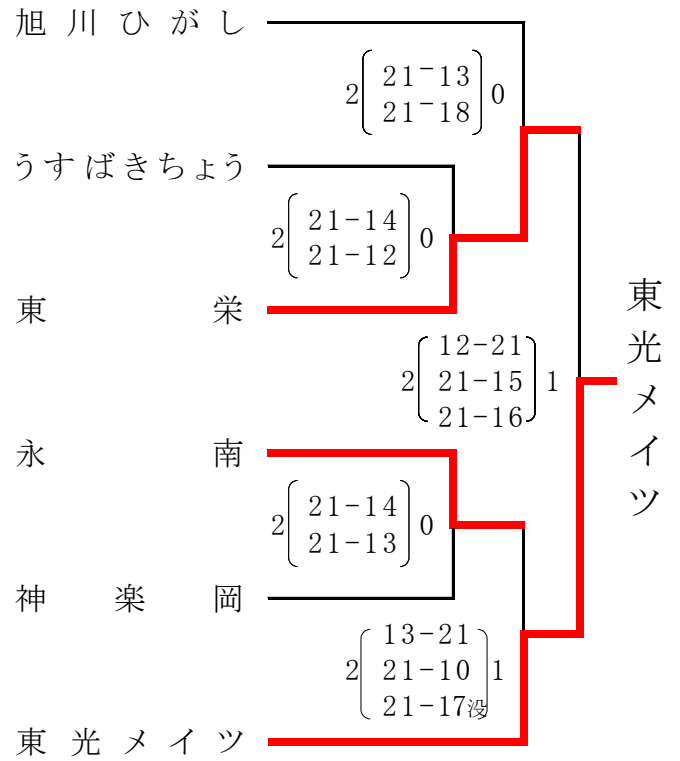 旭川ひがし
2 21-13 0
21-18
うすばきちょう
2 21-14 0
21-12
東栄
12-21
2 21-15 1
21-16
東光メイツ
永南
2 21-14 0
21-13
神楽岡
13-21
2 21-10 1
21-17没
東光メイツ